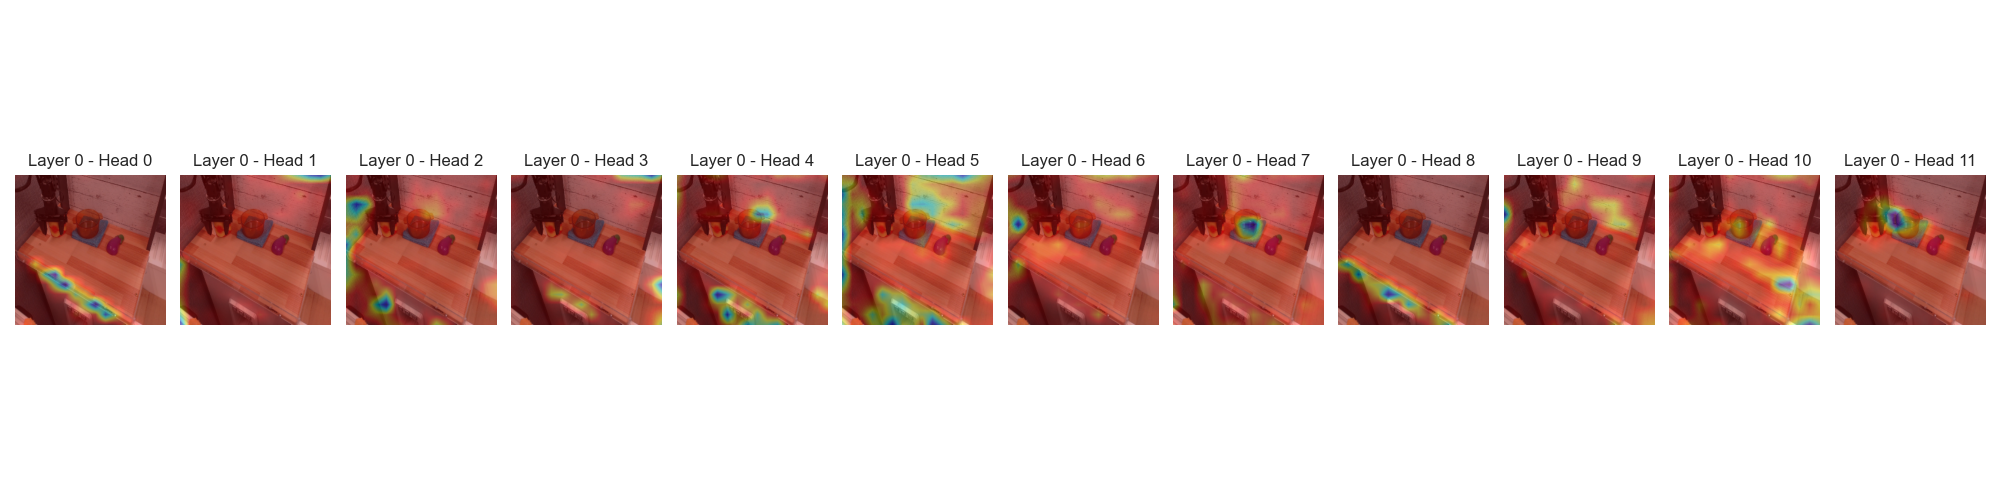 Layer 0 - Head 0
Layer 0 - Head 1
Layer 0 - Head 2
Layer 0 - Head 3
Layer 0 - Head 4
Layer 0 - Head 5
Layer 0 - Head 6
Layer 0 - Head 7
Layer 0 - Head 8
Layer 0 - Head 9
Layer 0 - Head 10
Layer 0 - Head 11